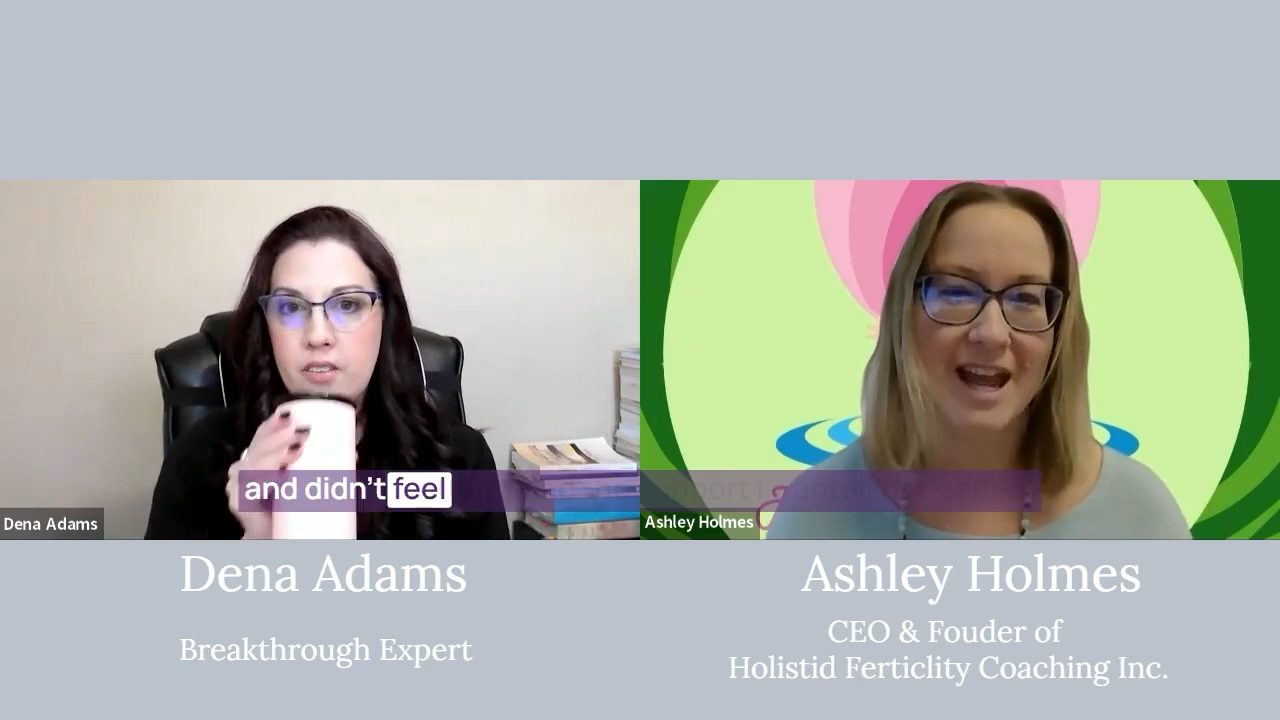 and didn't feel
Dena Adams
Ashley Holmes
Dena Adams
Breakthrough Expert
Ashley Holmes
CEO & Fouder of
Holistid Ferticlity Coaching Inc.